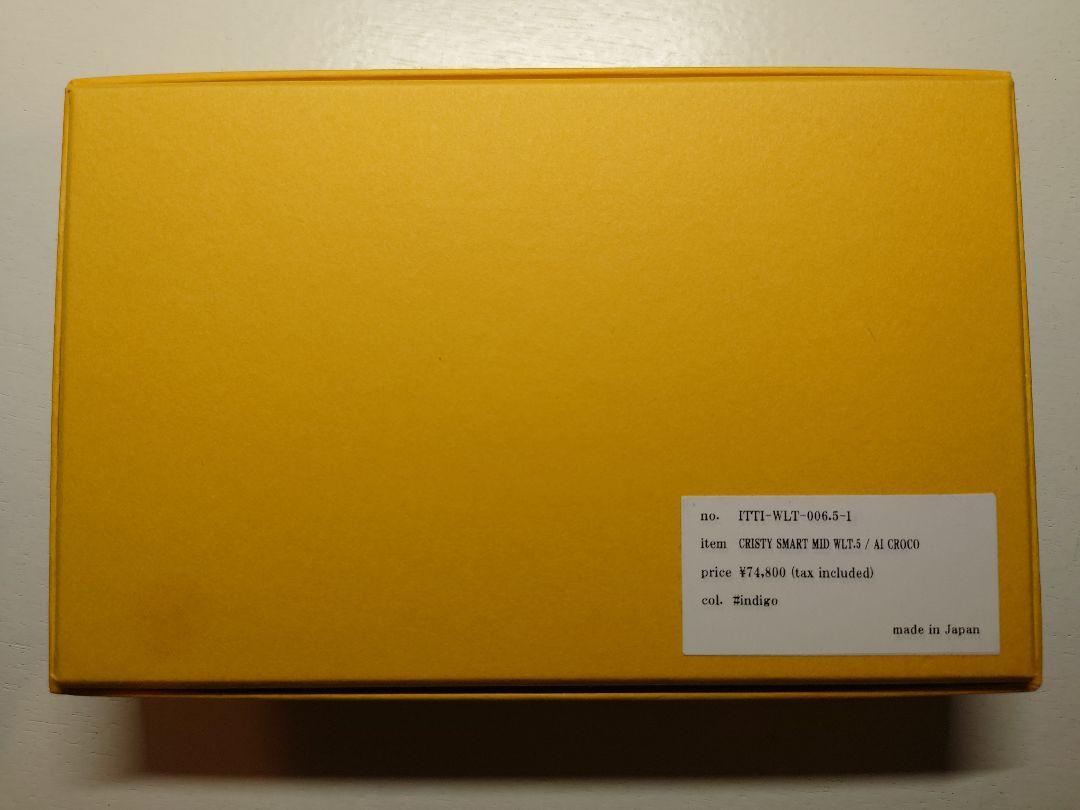 no. ITTI-WLT-006.5-1
item CRISTY SMART MID WLT.5 / AI CROCO
price ¥74,800 (tax included)
col. #indigo
made in Japan